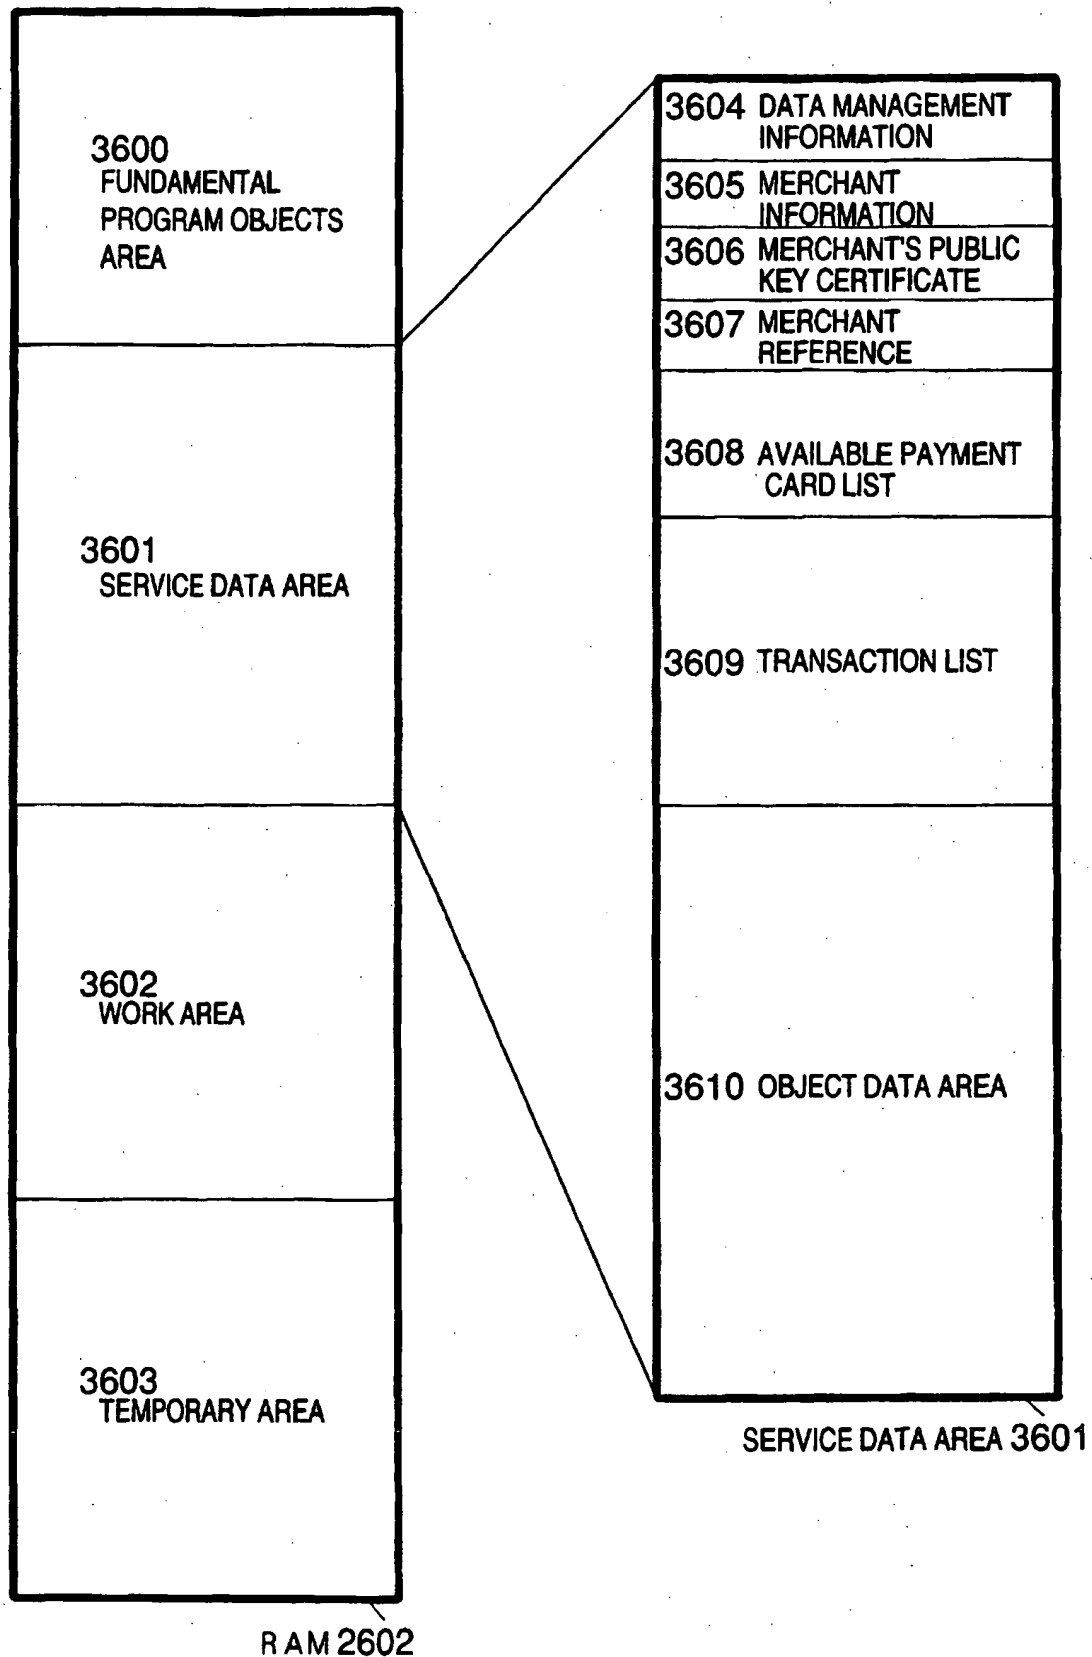 3600
FUNDAMENTAL
PROGRAM OBJECTS
AREA
3601
SERVICE DATA AREA
3602
WORK AREA
3603
TEMPORARY AREA
RAM 2602
3604 DATA MANAGEMENT
INFORMATION
3605 MERCHANT
INFORMATION
3606 MERCHANT'S PUBLIC
KEY CERTIFICATE
3607 MERCHANT
REFERENCE
3608 AVAILABLE PAYMENT
CARD LIST
3609 TRANSACTION LIST
3610 OBJECT DATA AREA
SERVICE DATA AREA 3601